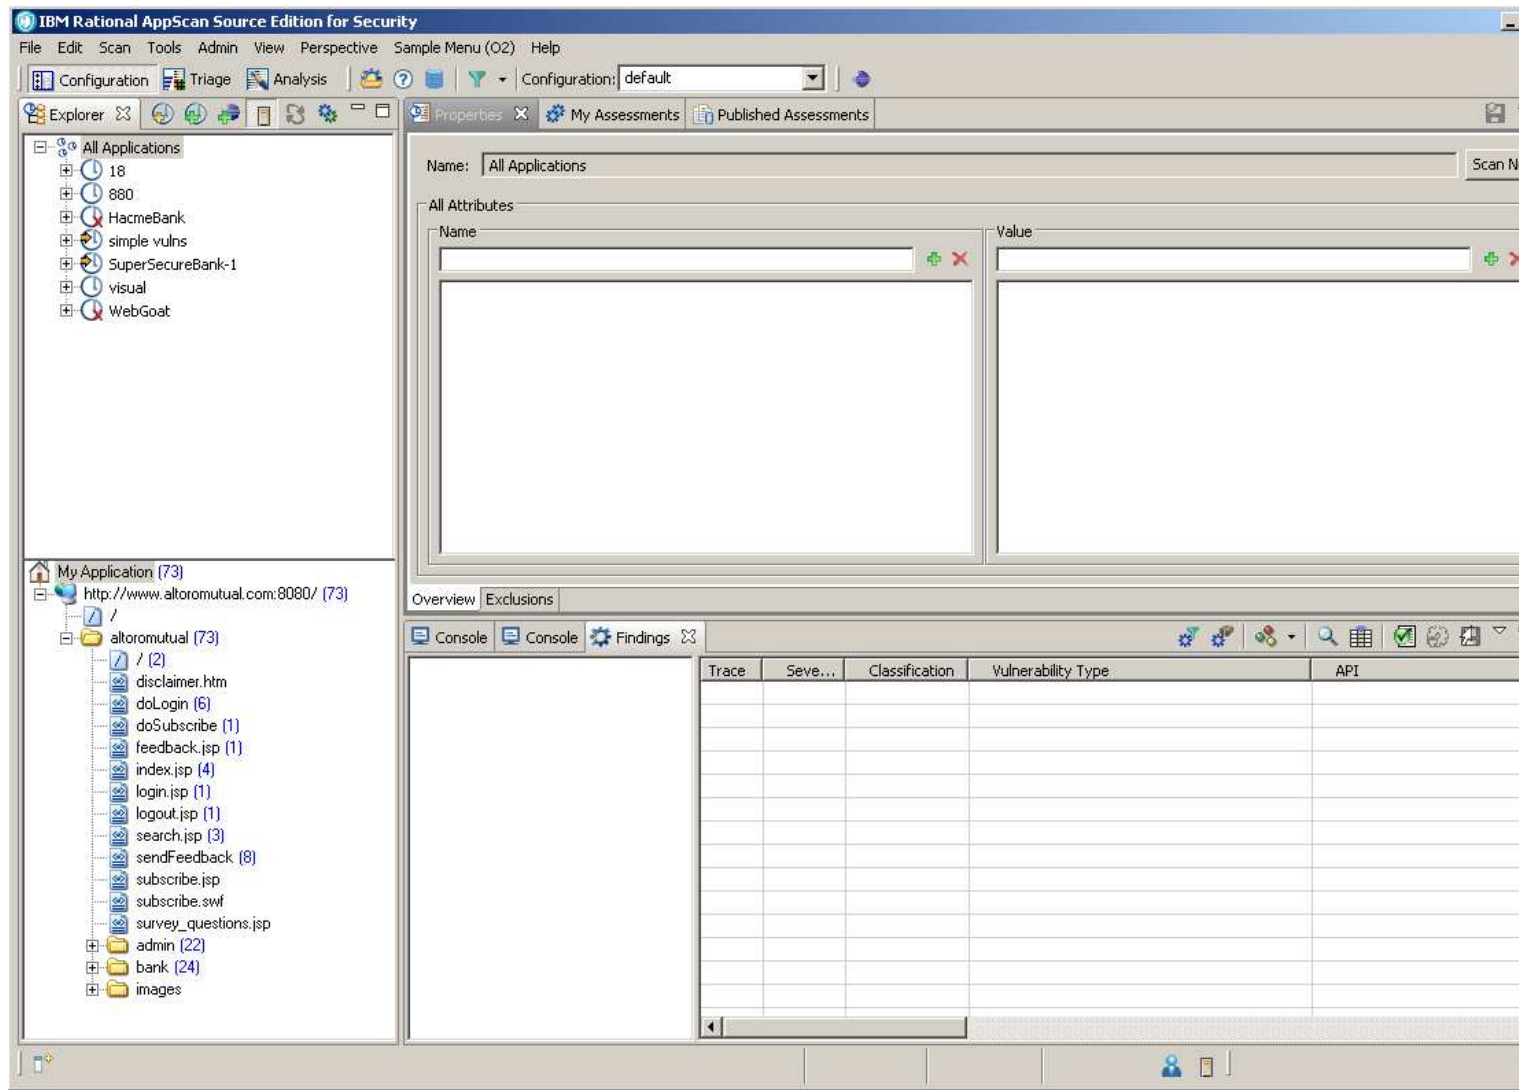 IBM Rational AppScan Source Edition for Security
File Edit Scan Tools Admin View Perspective Sample Menu (O2) Help
Configuration Triage Analysis Configuration: default
Explorer
Properties My Assessments Published Assessments
All Applications
18
880
HacmeBank
simple vulns
SuperSecureBank-1
visual
WebGoat
Name: All Applications Scan N
All Attributes
Name Value
Overview Exclusions
My Application (73)
http://www.altoromutual.com:8080/ (73)
/
altoromutual (73)
/ (2)
disclaimer.htm
doLogin (6)
doSubscribe (1)
feedback.jsp (1)
index.jsp (4)
login.jsp (1)
logout.jsp (1)
search.jsp (3)
sendFeedback (8)
subscribe.jsp
subscribe.swf
survey_questions.jsp
admin (22)
bank (24)
images
Console Console Findings
Trace Seve... Classification Vulnerability Type API